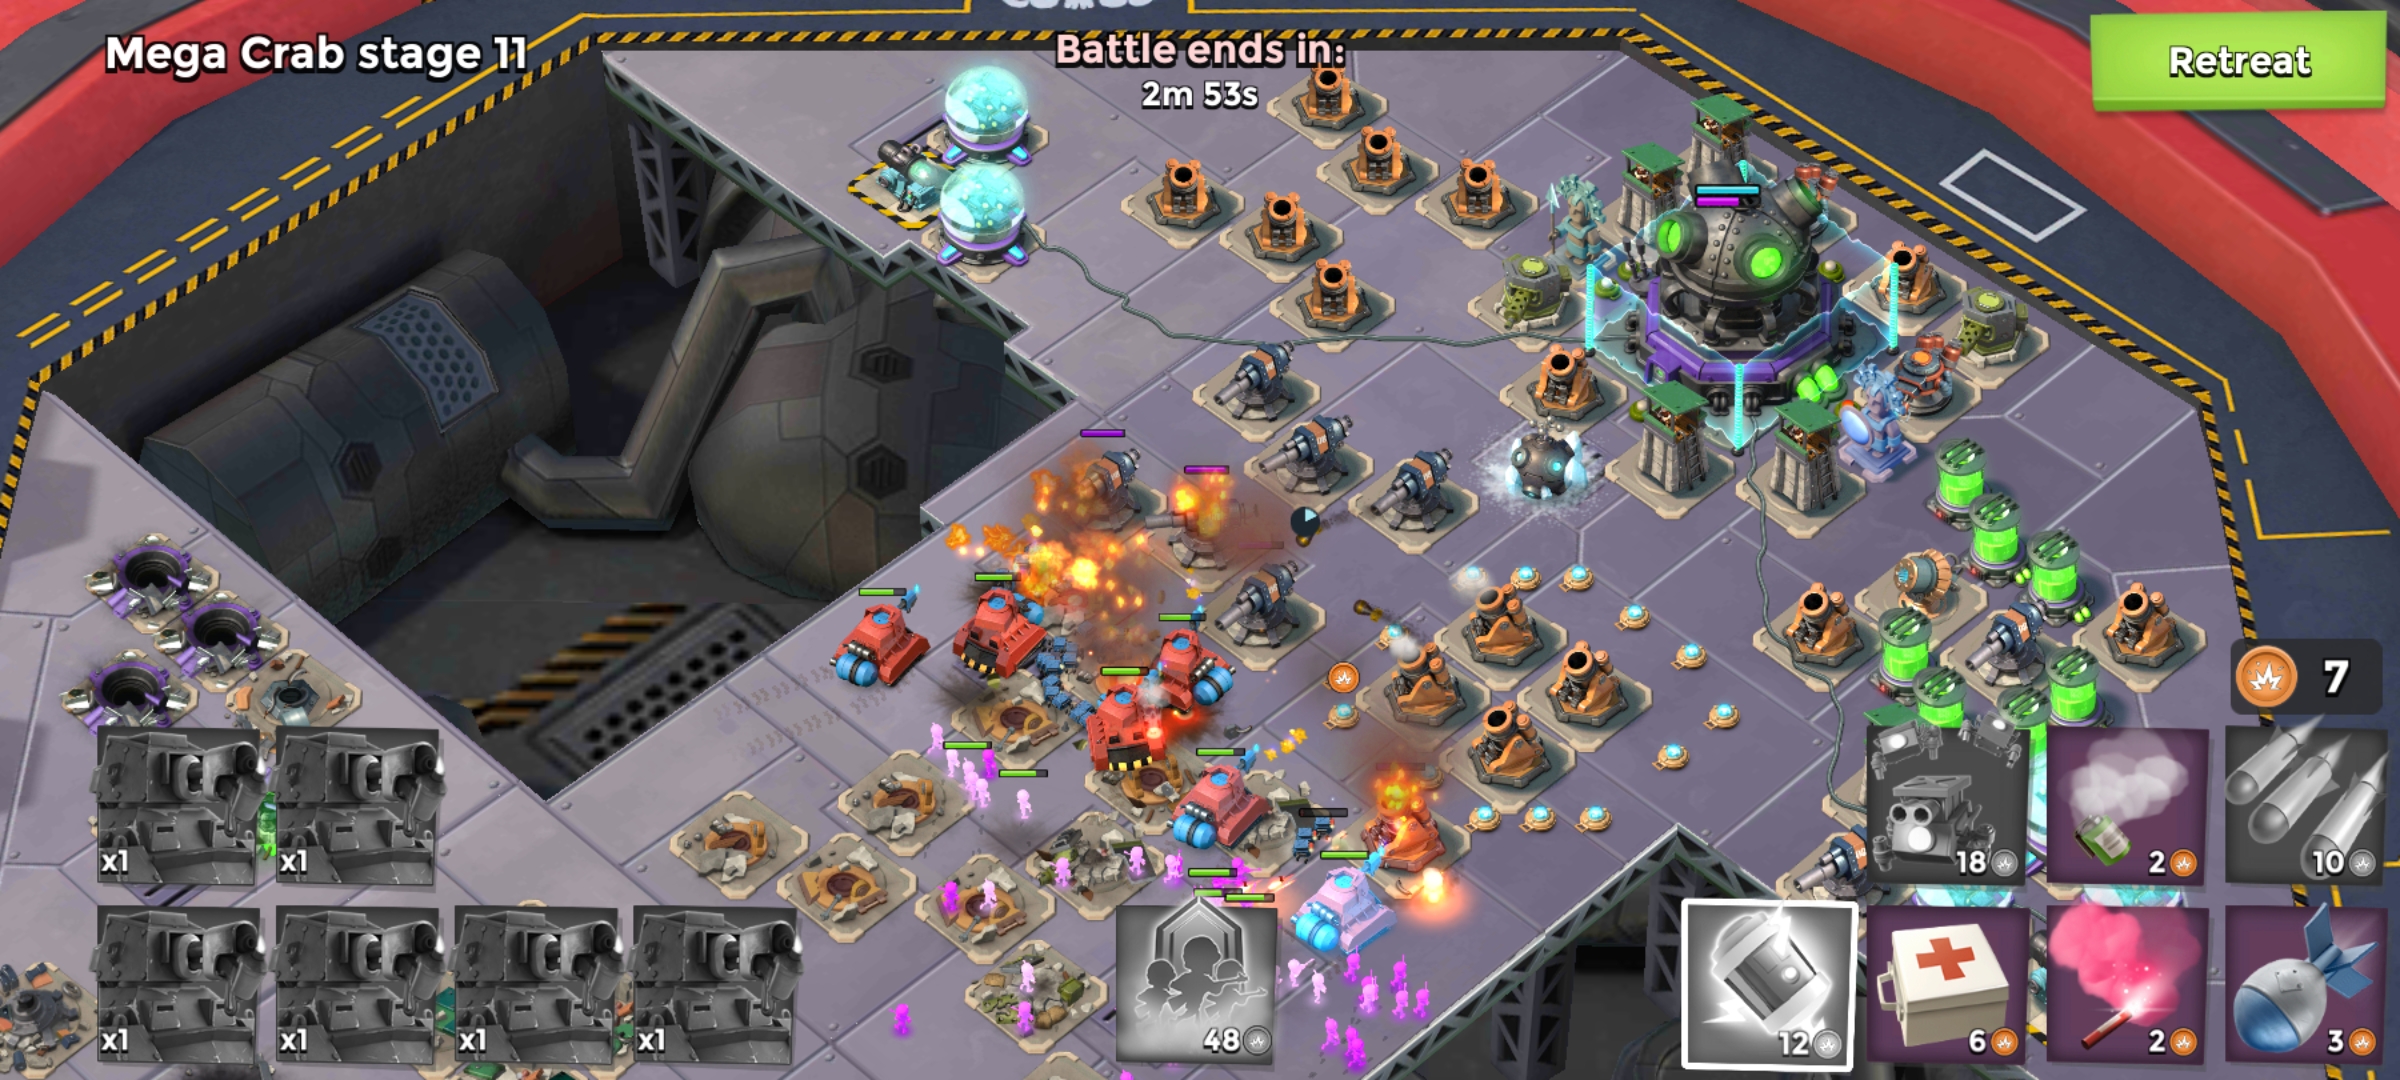 Mega Crab stage 11
Battle ends in:
2m 53s
Retreat
7
x1
x1
18
2
10
x1
x1
x1
x1
48
12
6
2
3